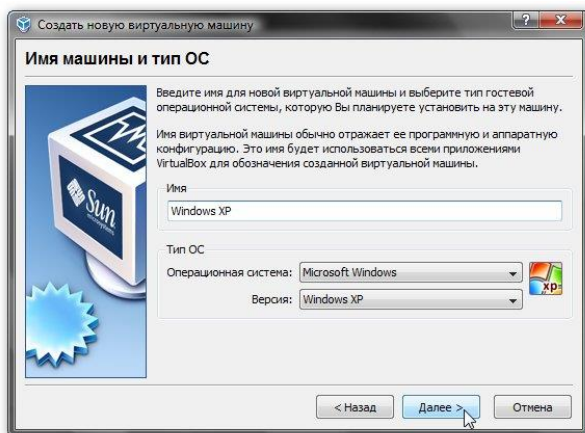 Создать новую виртуальную машину
Имя машины и тип ОС
Введите имя для новой виртуальной машины и выберите тип гостевой
операционной системы, которую Вы планируете установить на эту машину.
Имя виртуальной машины обычно отражает ее программную и аппаратную
конфигурацию. Это имя будет использоваться всеми приложениями
VirtualBox для обозначения созданной виртуальной машины.
Имя
Windows XP
Тип ОС
Операционная система: Microsoft Windows
Версия: Windows XP
xp
Sun
microsystems
< Назад Далее > Отмена